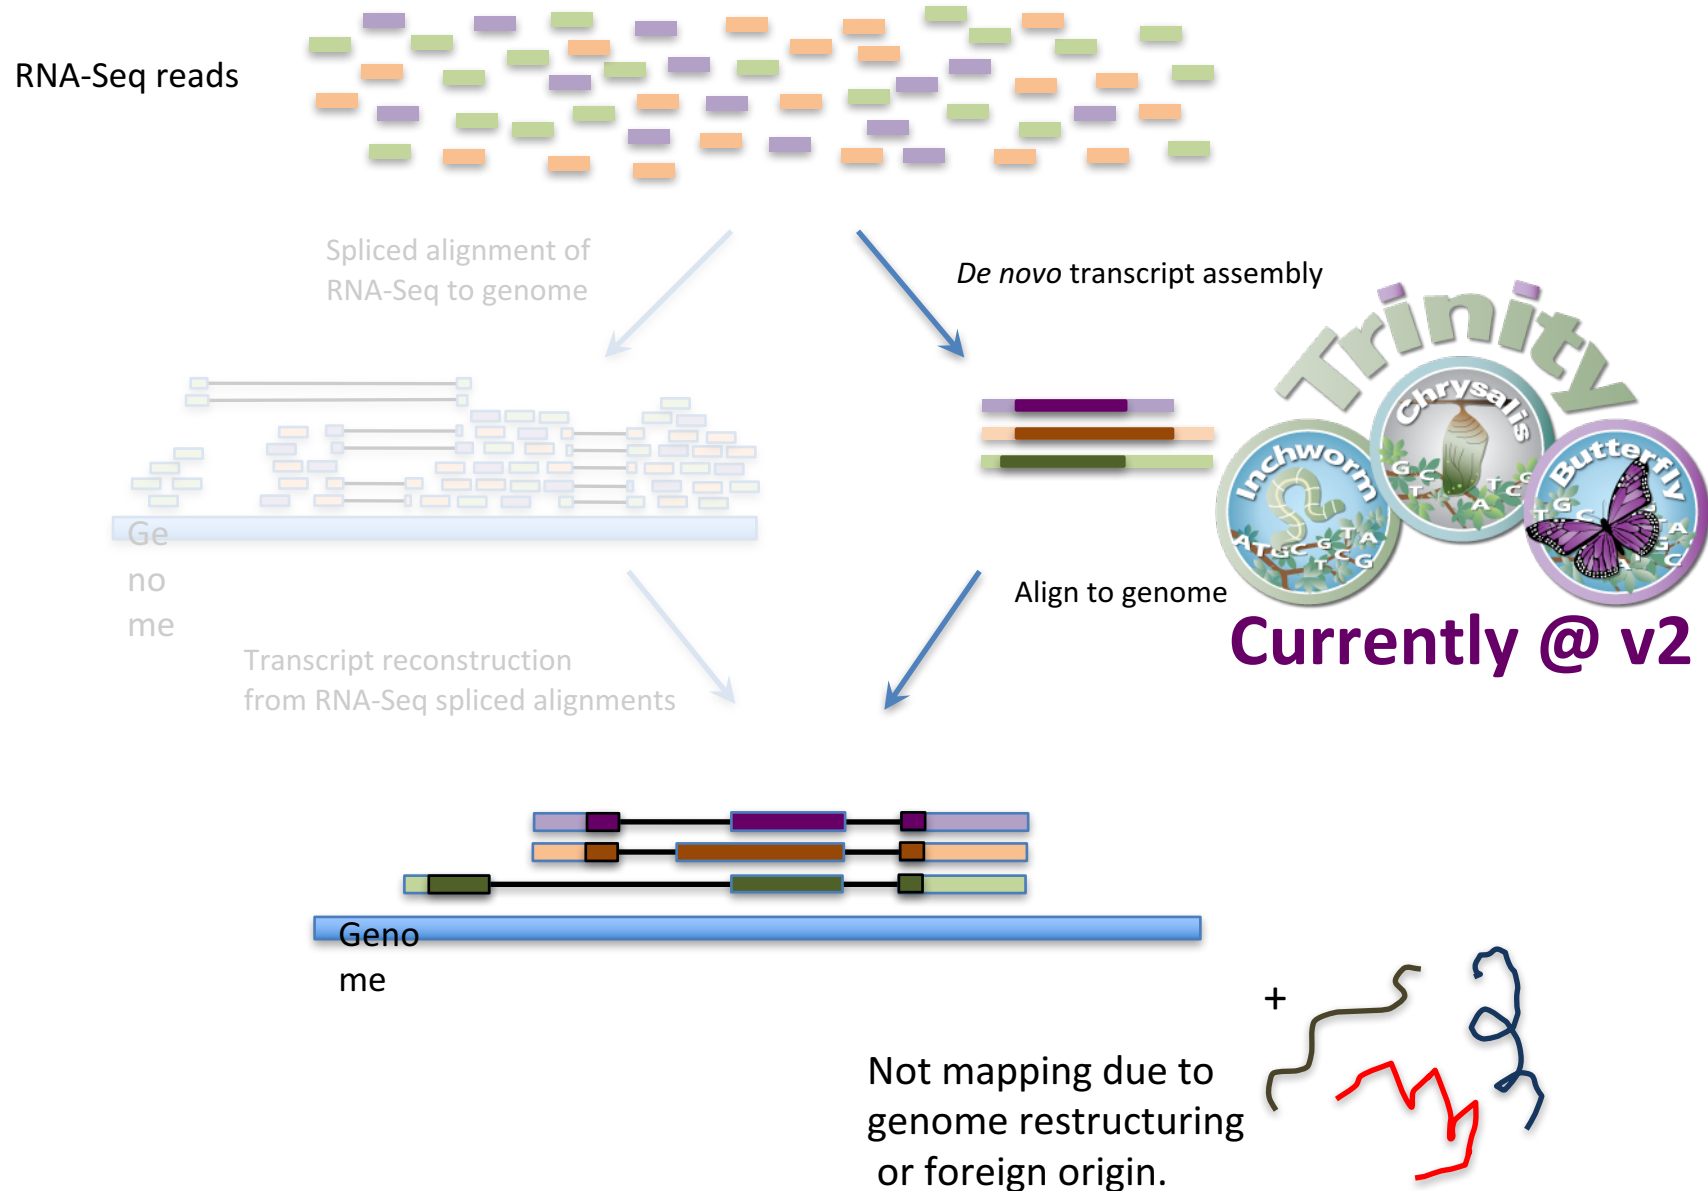 RNA-Seq reads
Spliced alignment of
RNA-Seq to genome
De novo transcript assembly
Trinity
Chrysalis
Inchworm
Butterfly
Ge
no
me
Align to genome
Currently @ v2
Transcript reconstruction
from RNA-Seq spliced alignments
Geno
me
+
Not mapping due to
genome restructuring
or foreign origin.